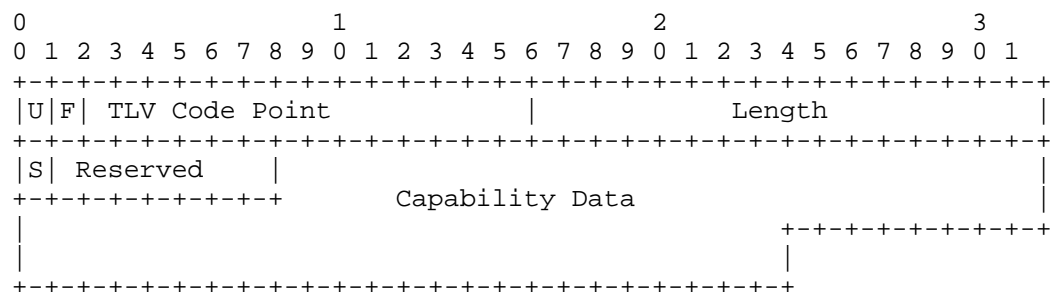 0                   1                   2                   3
0 1 2 3 4 5 6 7 8 9 0 1 2 3 4 5 6 7 8 9 0 1 2 3 4 5 6 7 8 9 0 1
+-+-+-+-+-+-+-+-+-+-+-+-+-+-+-+-+-+-+-+-+-+-+-+-+-+-+-+-+-+-+-+-+
|U|F| TLV Code Point            |            Length             |
+-+-+-+-+-+-+-+-+-+-+-+-+-+-+-+-+-+-+-+-+-+-+-+-+-+-+-+-+-+-+-+-+
|S| Reserved    |                                               |
+-+-+-+-+-+-+-+-+       Capability Data                         |
|                                               +-+-+-+-+-+-+-+-+
|                                               |
+-+-+-+-+-+-+-+-+-+-+-+-+-+-+-+-+-+-+-+-+-+-+-+-+